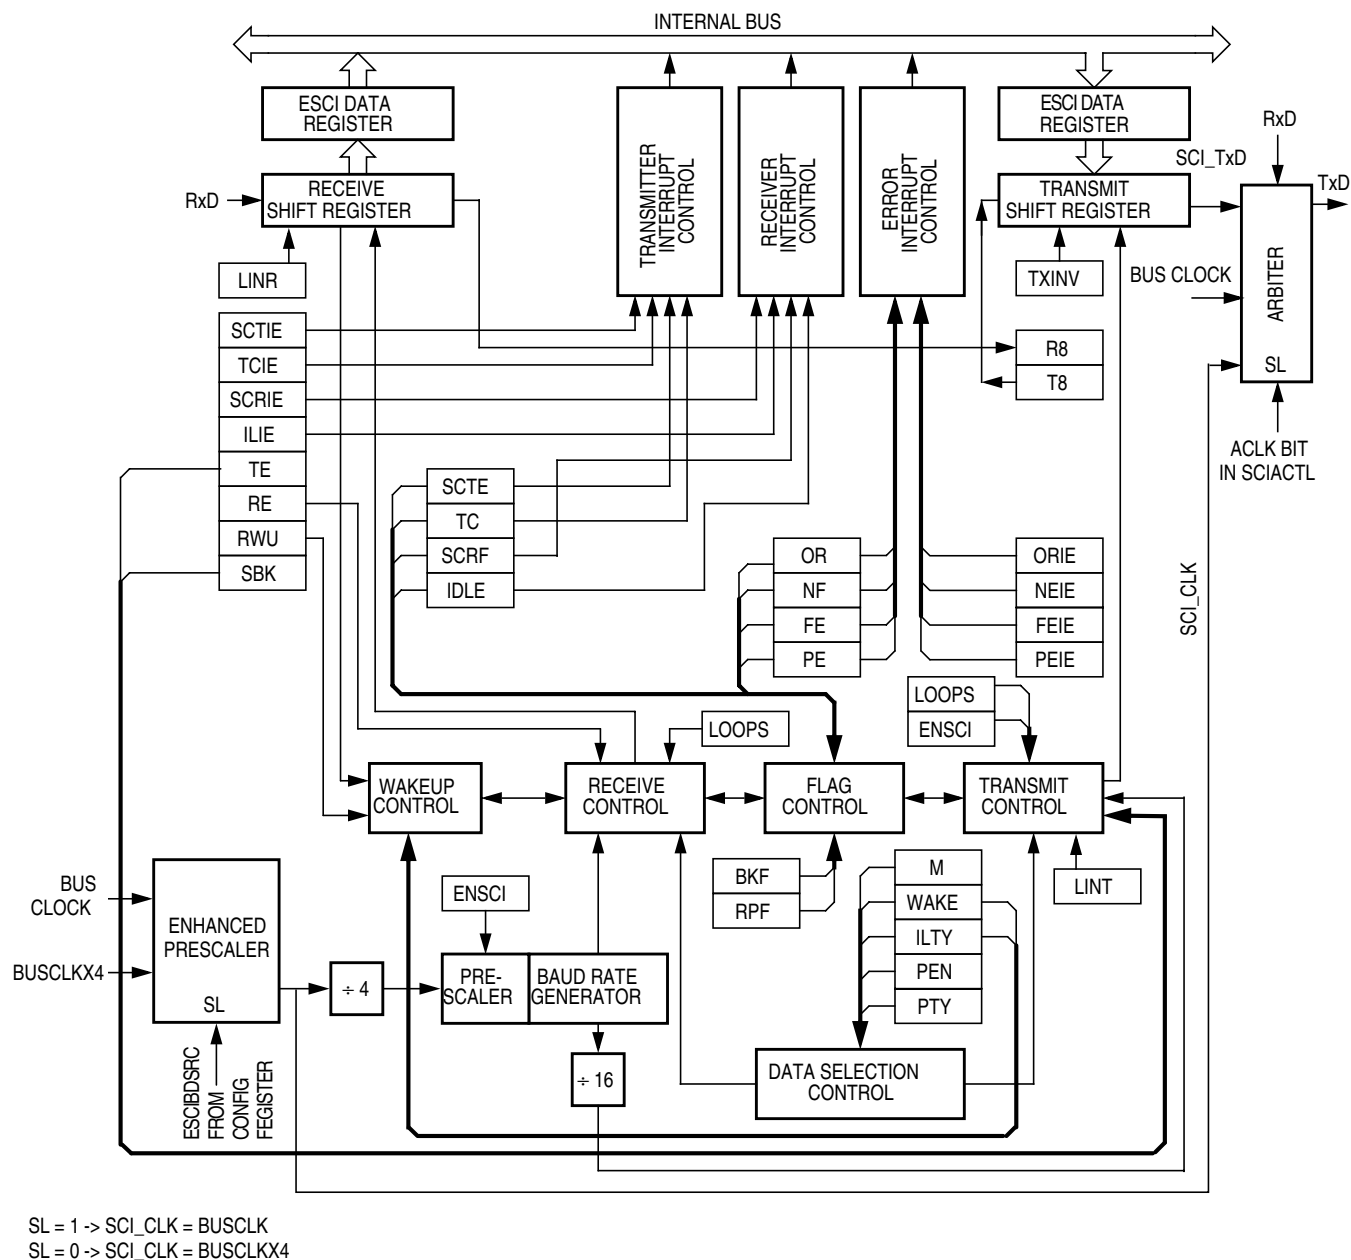 INTERNAL BUS
ESCI DATA
REGISTER
ESCI DATA
REGISTER
RxD
SCI_TxD
TxD
RxD
RECEIVE
SHIFT REGISTER
TRANSMITTER
INTERRUPT
CONTROL
RECEIVER
INTERRUPT
CONTROL
ERROR
INTERRUPT
CONTROL
TRANSMIT
SHIFT REGISTER
LINR
TXINV
BUS CLOCK
ARBITER
SL
ACLK BIT
IN SCIACTL
SCTIE
TCIE
SCRIE
ILIE
TE
RE
RWU
SBK
R8
T8
SCTE
TC
SCRF
IDLE
OR
NF
FE
PE
ORIE
NEIE
FEIE
PEIE
SCI_CLK
LOOPS
LOOPS
ENSCI
WAKEUP
CONTROL
RECEIVE
CONTROL
FLAG
CONTROL
TRANSMIT
CONTROL
BKF
RPF
M
WAKE
ILTY
PEN
PTY
LINT
BUS
CLOCK
BUSCLKX4
ENHANCED
PRESCALER
SL
÷ 4
ENSCI
PRE-
SCALER
BAUD RATE
GENERATOR
÷ 16
DATA SELECTION
CONTROL
ESCIBDSRC
FROM
CONFIG
FEGISTER
SL = 1 -> SCI_CLK = BUSCLK
SL = 0 -> SCI_CLK = BUSCLKX4